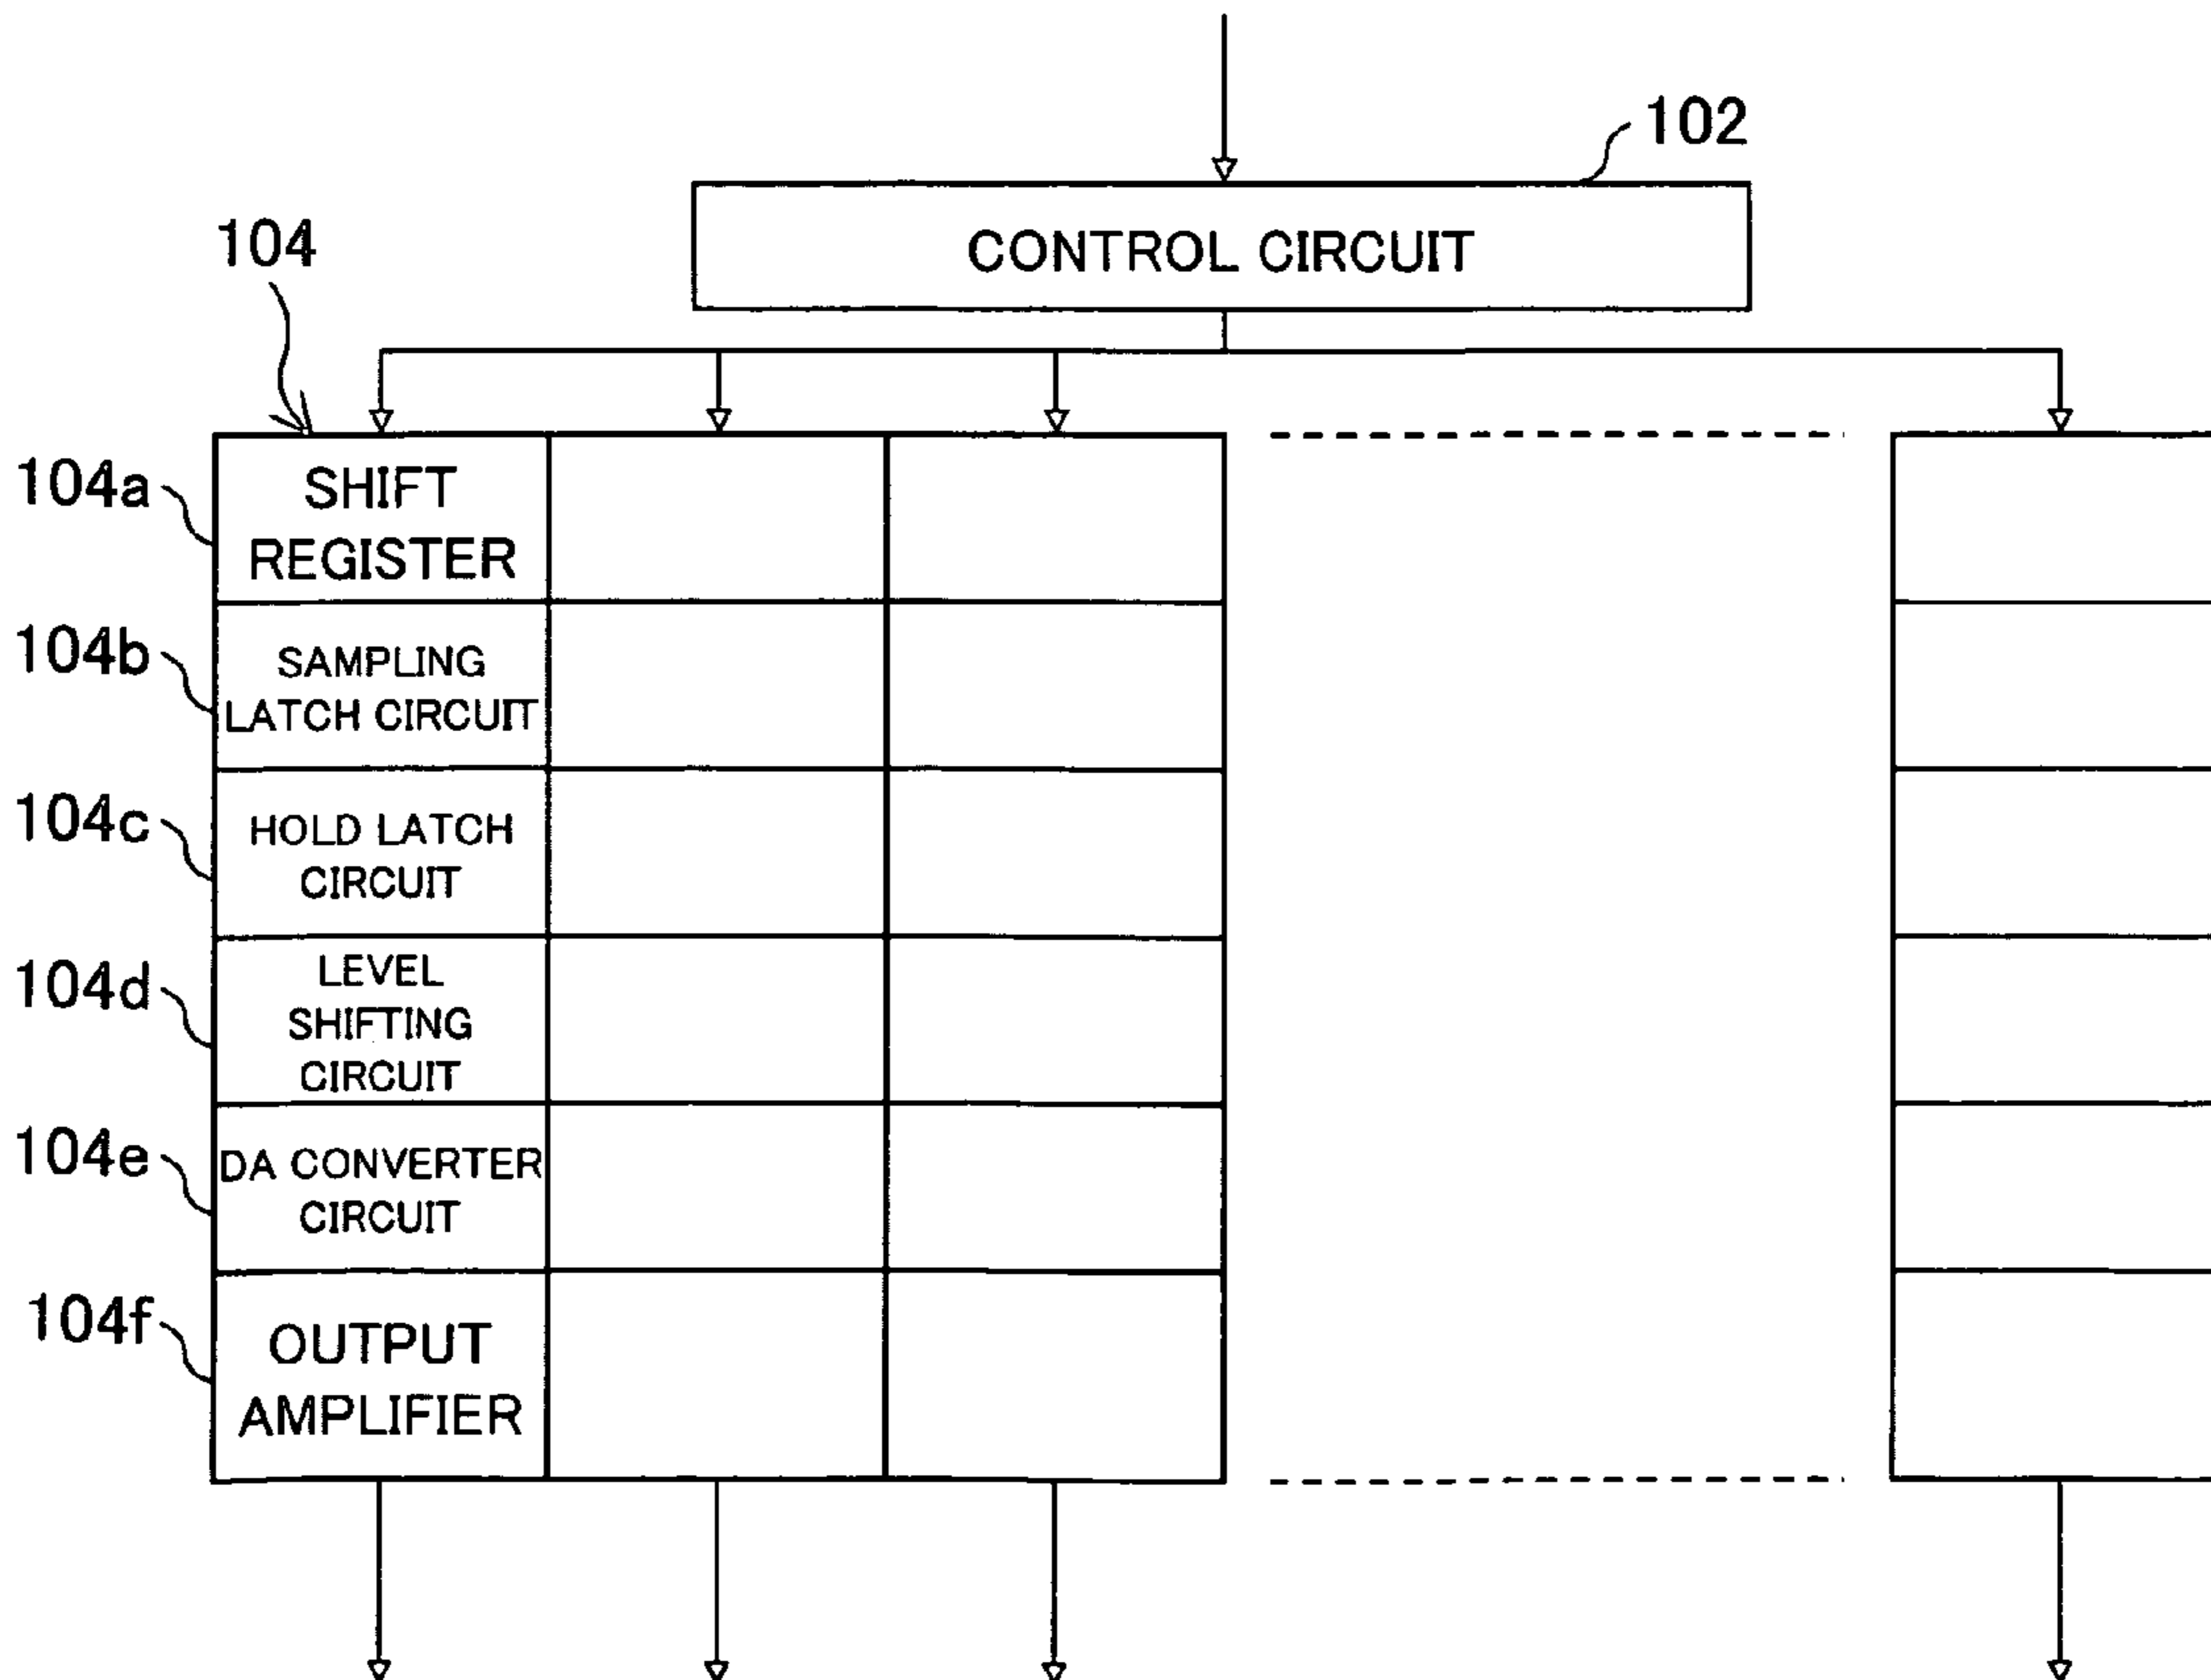 102
CONTROL CIRCUIT
104
104a
SHIFT
REGISTER
104b
SAMPLING
LATCH CIRCUIT
104c
HOLD LATCH
CIRCUIT
104d
LEVEL
SHIFTING
CIRCUIT
104e
DA CONVERTER
CIRCUIT
104f
OUTPUT
AMPLIFIER